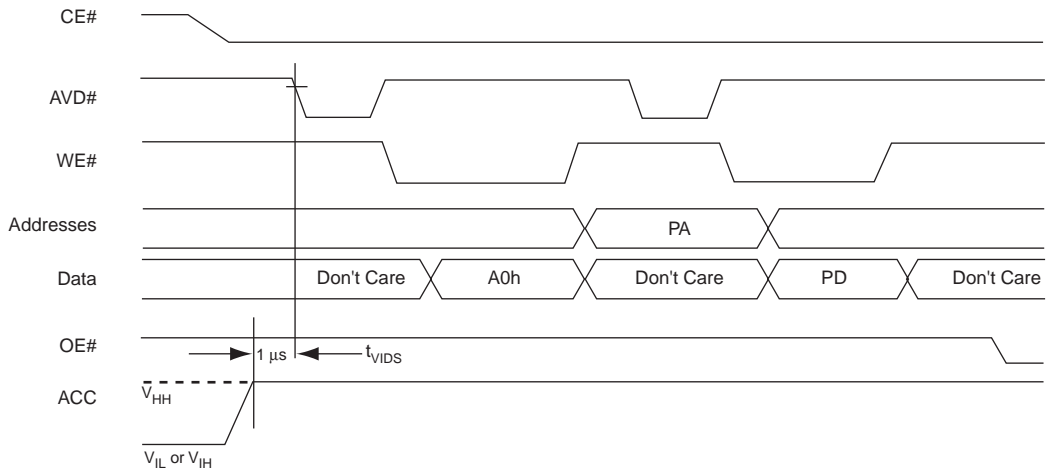 CE#
AVD#
WE#
Addresses PA
Data Don't Care A0h Don't Care PD Don't Care
OE# 1 μs tVIDS
ACC VHH
VIL or VIH